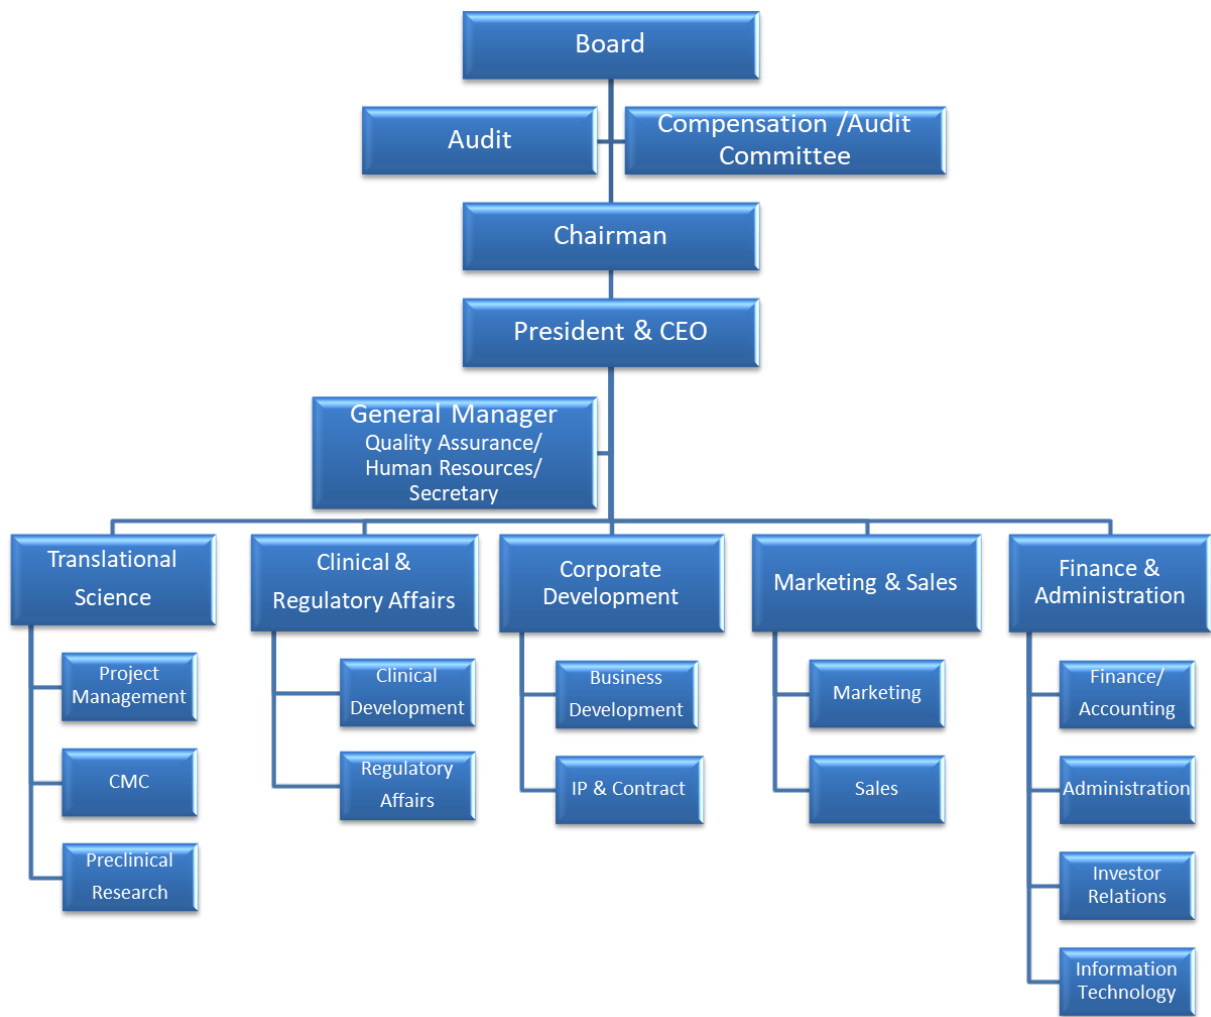 Board
Audit
Compensation /Audit
Committee
Chairman
President & CEO
General Manager
Quality Assurance/
Human Resources/
Secretary
Translational
Science
Clinical &
Regulatory Affairs
Corporate
Development
Marketing & Sales
Finance &
Administration
Project
Management
CMC
Preclinical
Research
Clinical
Development
Regulatory
Affairs
Business
Development
IP & Contract
Marketing
Sales
Finance/
Accounting
Administration
Investor
Relations
Information
Technology